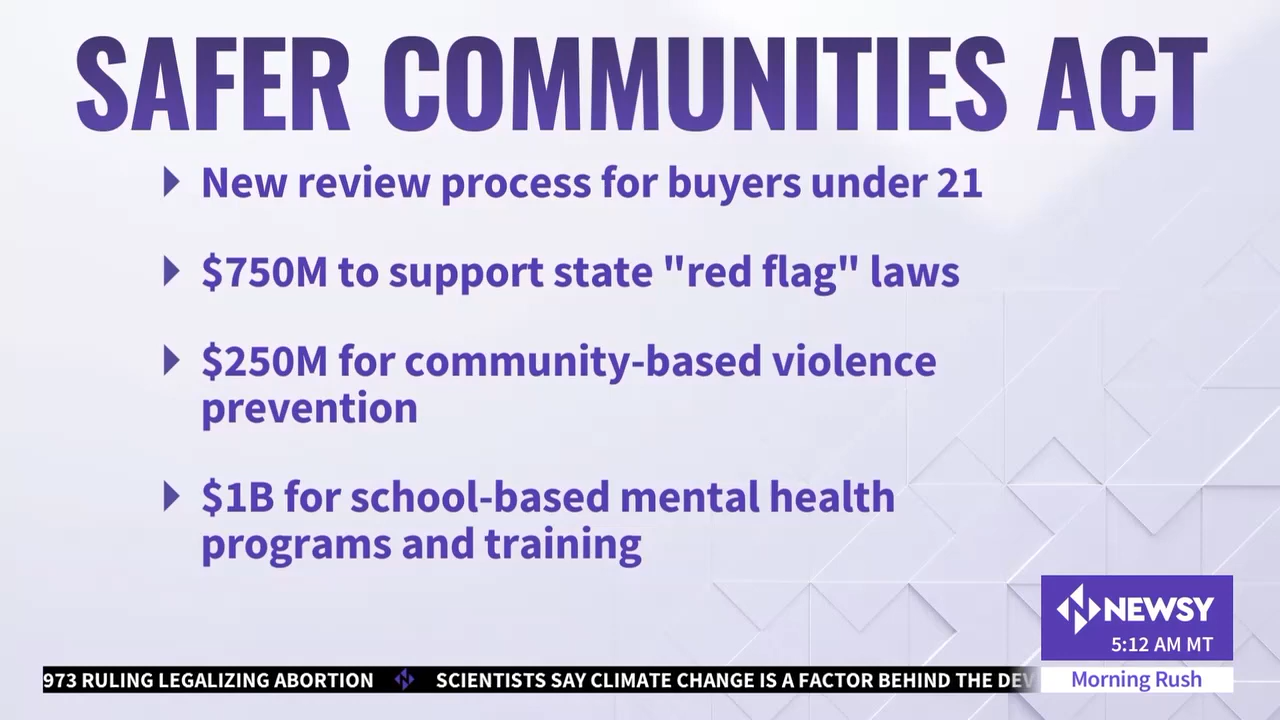 SAFER COMMUNITIES ACT
New review process for buyers under 21
$750M to support state "red flag" laws
$250M for community-based violence
prevention
$1B for school-based mental health
programs and training
NEWSY
5:12 AM MT
973 RULING LEGALIZING ABORTION SCIENTISTS SAY CLIMATE CHANGE IS A FACTOR BEHIND THE DEV
Morning Rush